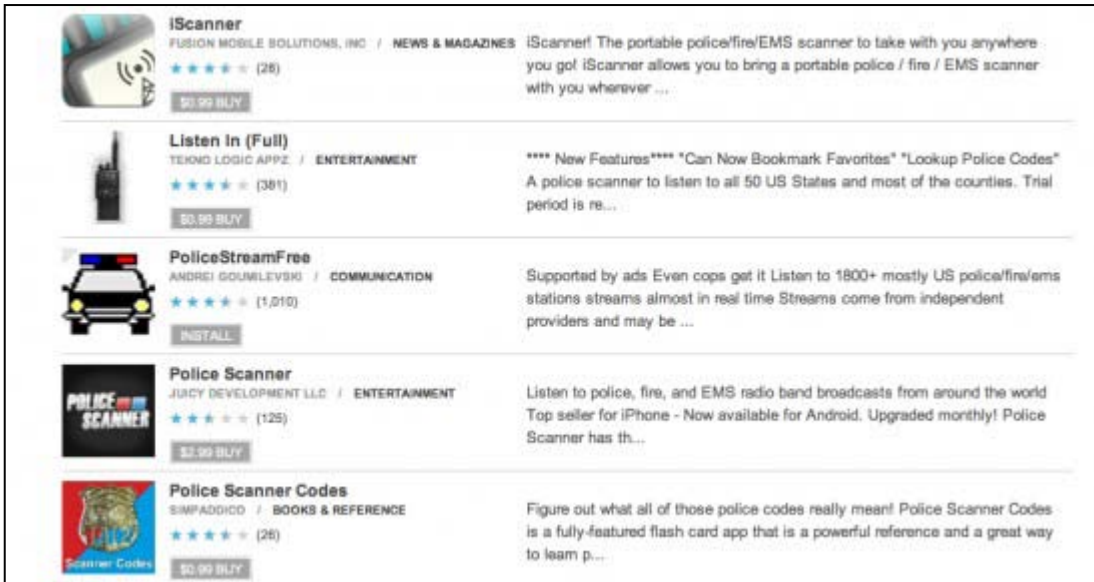 iScanner
FUSION MOBILE SOLUTIONS, INC / NEWS & MAGAZINES
(28)
$0.99 BUY
iScanner! The portable police/fire/EMS scanner to take with you anywhere
you go! iScanner allows you to bring a portable police / fire / EMS scanner
with you wherever ...
Listen In (Full)
TEKNO LOGIC APPZ / ENTERTAINMENT
(381)
$0.99 BUY
**** New Features**** "Can Now Bookmark Favorites" "Lookup Police Codes"
A police scanner to listen to all 50 US States and most of the counties. Trial
period is re...
PoliceStreamFree
ANDREI GOUMILEVSKI / COMMUNICATION
(1,010)
INSTALL
Supported by ads Even cops get it Listen to 1800+ mostly US police/fire/ems
stations streams almost in real time Streams come from independent
providers and may be ...
POLICE
SCANNER
Police Scanner
JUICY DEVELOPMENT LLC / ENTERTAINMENT
(125)
$2.99 BUY
Listen to police, fire, and EMS radio band broadcasts from around the world
Top seller for iPhone - Now available for Android. Upgraded monthly! Police
Scanner has th...
Scanner Codes
Police Scanner Codes
SIMPADDICO / BOOKS & REFERENCE
(26)
$0.99 BUY
Figure out what all of those police codes really mean! Police Scanner Codes
is a fully-featured flash card app that is a powerful reference and a great way
to learn p...